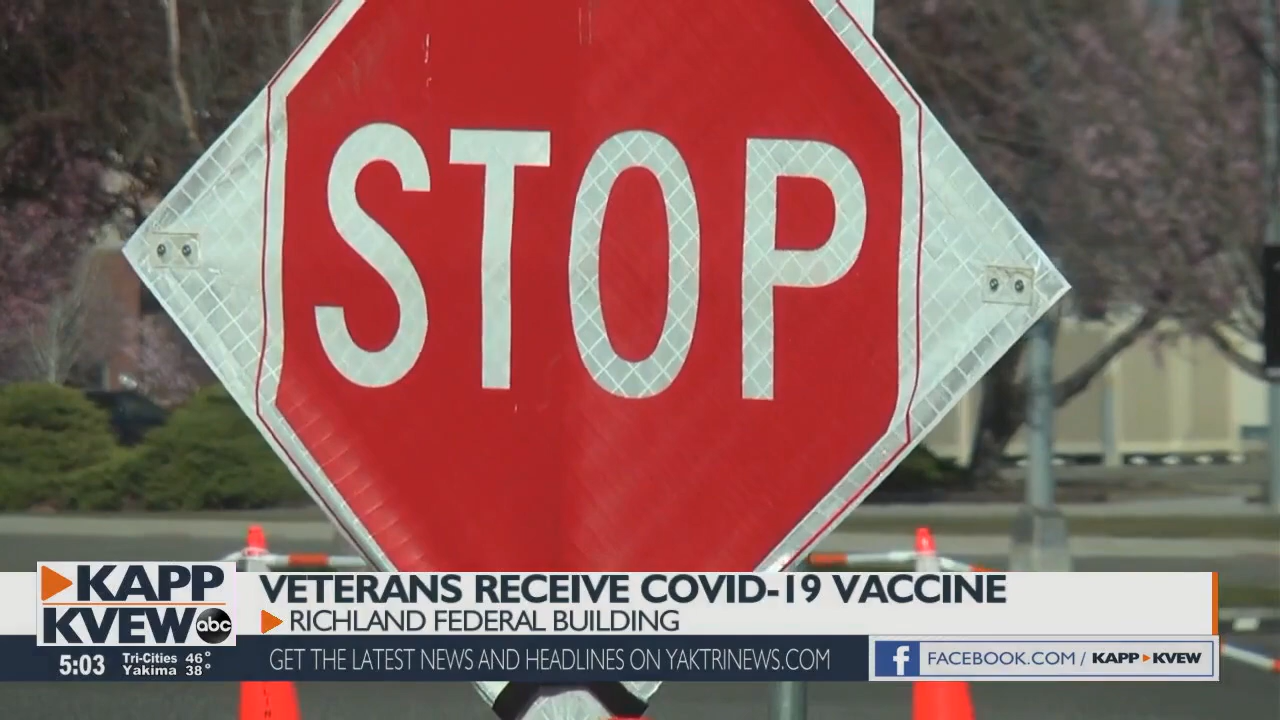 STOP
KAPP
KVEW abc
VETERANS RECEIVE COVID-19 VACCINE
RICHLAND FEDERAL BUILDING
5:03
Tri-Cities 46°
Yakima 38°
GET THE LATEST NEWS AND HEADLINES ON YAKTRINEWS.COM
f FACEBOOK.COM / KAPP KVEW